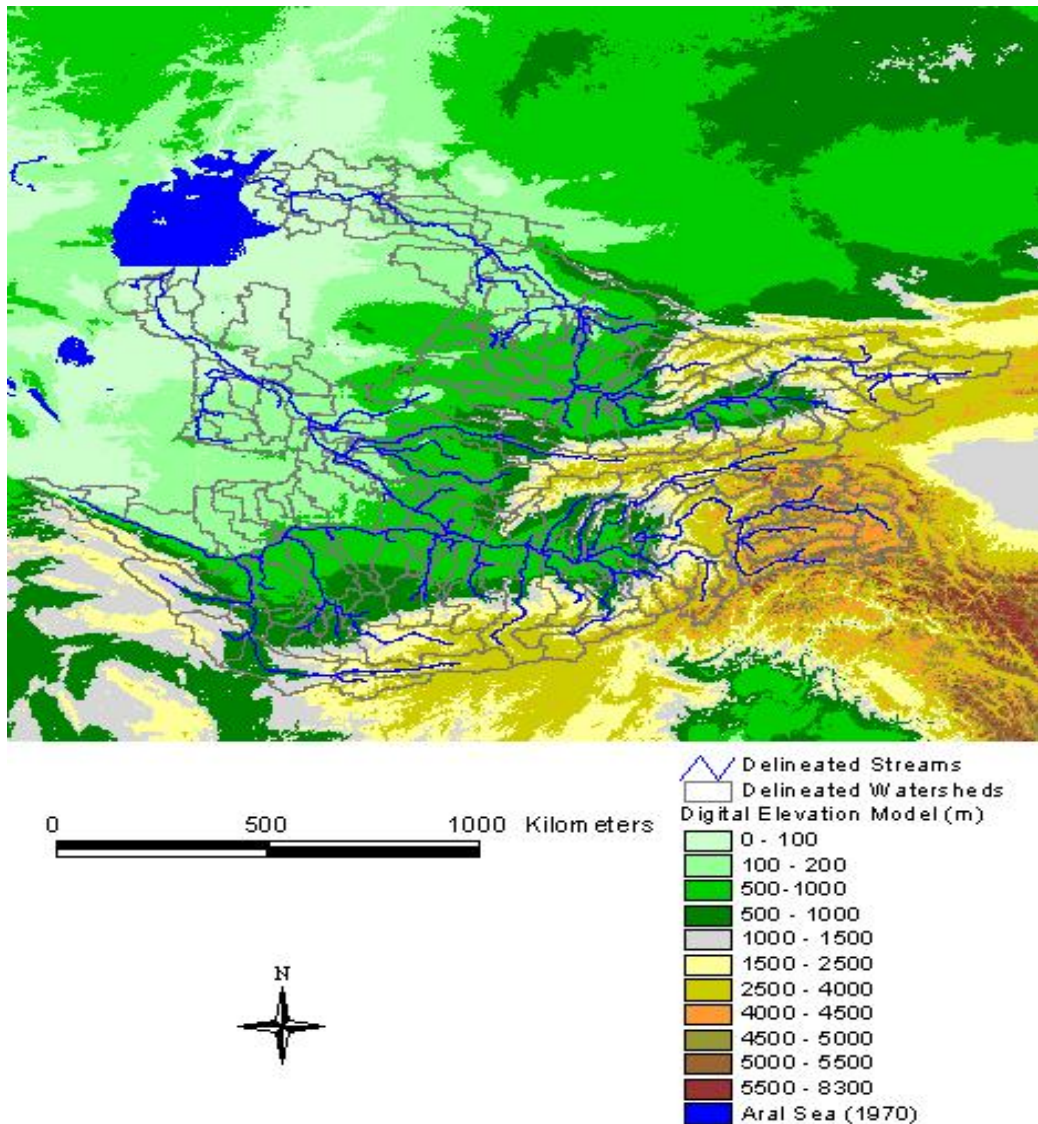 Delineated Streams
Delineated Watersheds
Digital Elevation Model (m)
0 - 100
100 - 200
500-1000
500 - 1000
1000 - 1500
1500 - 2500
2500 - 4000
4000 - 4500
4500 - 5000
5000 - 5500
5500 - 8300
Aral Sea (1970)
0 500 1000 Kilometers
N